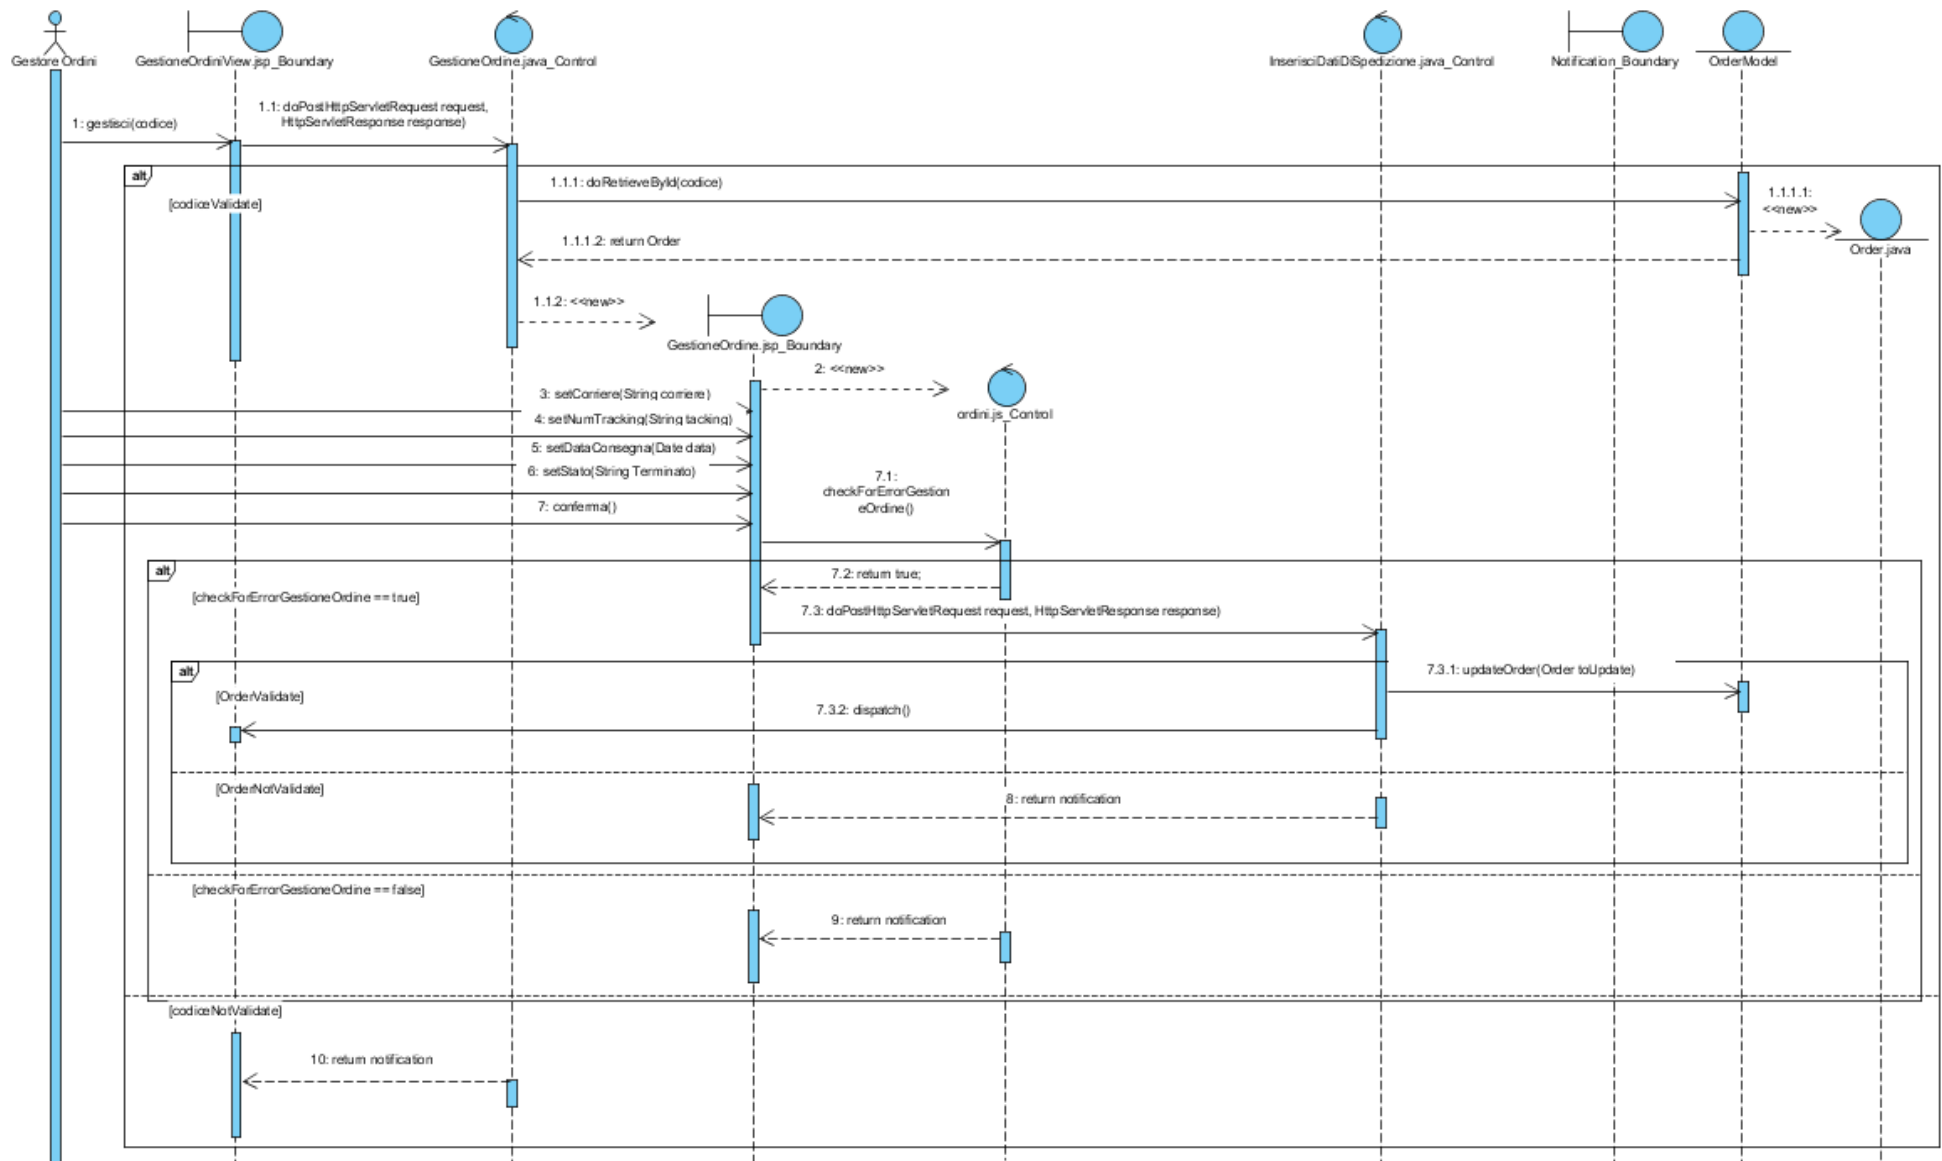 Gestore Ordini
GestioneOrdiniView.jsp_Boundary
GestioneOrdine.java_Control
InserisciDatiDiSpedizione.java_Control
Notification_Boundary
OrderModel
1: gestisci(codice)
1.1: doPostHttpServletRequest request,
HttpServletResponse response)
alt
[codiceValidate]
1.1.1: doRetrieveById(codice)
1.1.1.1:
<<new>>
Order.java
1.1.1.2: return Order
1.1.2: <<new>>
GestioneOrdine.jsp_Boundary
2: <<new>>
ordini.js_Control
3: setCorriere(String corriere)
4: setNumTracking(String tacking)
5: setDataConsegna(Date data)
6: setStato(String Terminato)
7: conferma()
7.1:
checkForErrorGestion
eOrdine()
alt
[checkForErrorGestioneOrdine == true]
7.2: return true;
7.3: doPostHttpServletRequest request, HttpServletResponse response)
alt
[OrderValidate]
7.3.1: updateOrder(Order toUpdate)
7.3.2: dispatch()
[OrderNotValidate]
8: return notification
[checkForErrorGestioneOrdine == false]
9: return notification
[codiceNotValidate]
10: return notification